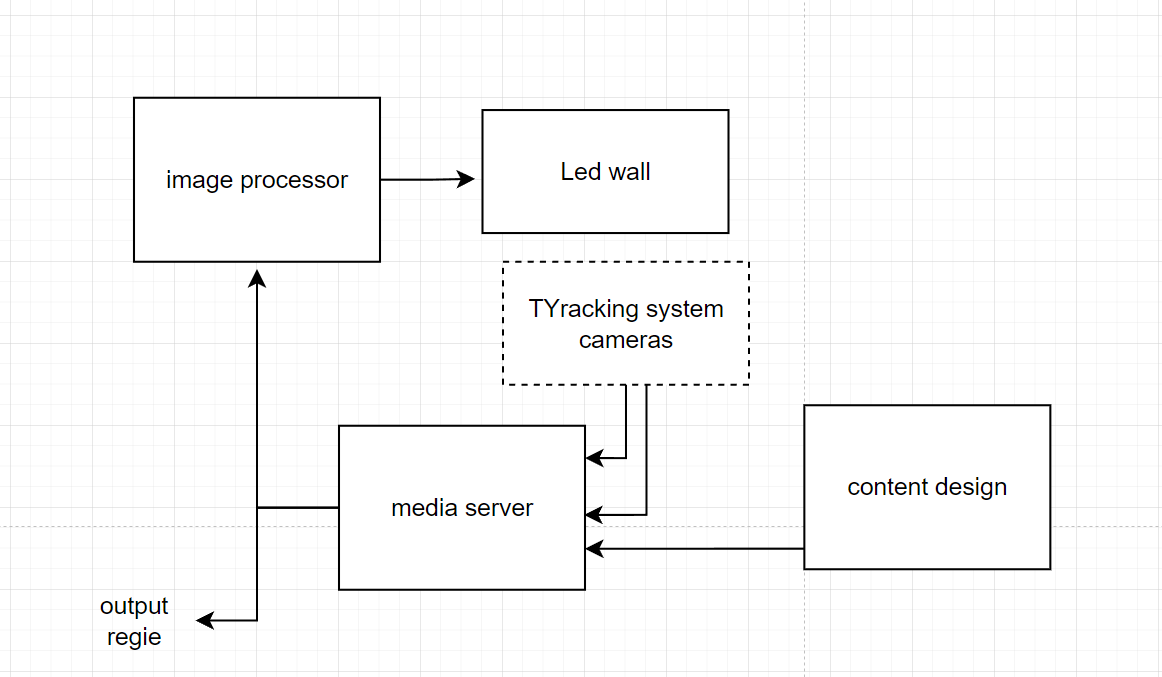 image processor
Led wall
TYracking system
cameras
media server
content design
output
regie